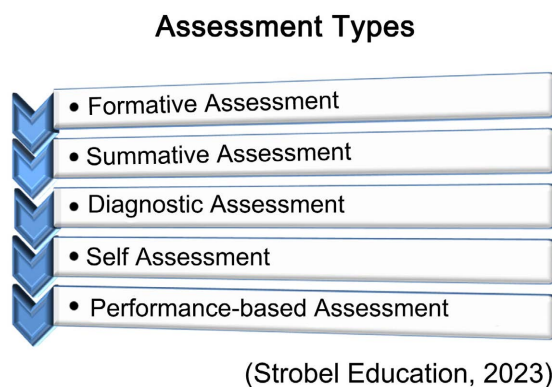 Assessment Types
• Formative Assessment
• Summative Assessment
• Diagnostic Assessment
• Self Assessment
• Performance-based Assessment
(Strobel Education, 2023)